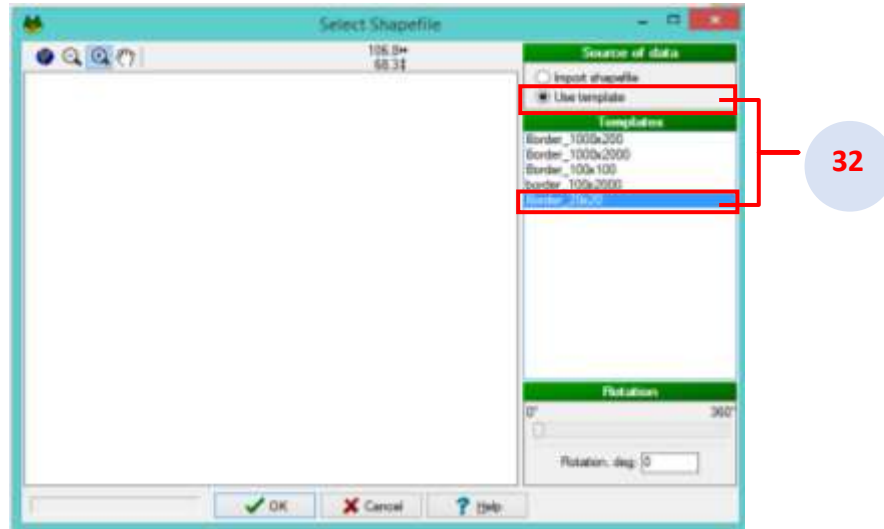 Select Shapefile
106.8↔
68.3↕
Source of data
Import shapefile
Use template
Templates
Border_1000x200
Border_1000x2000
Border_100x100
border_100x2000
Border_20x20
32
Rotation
0°
360°
Rotation, deg: 0
OK
Cancel
Help